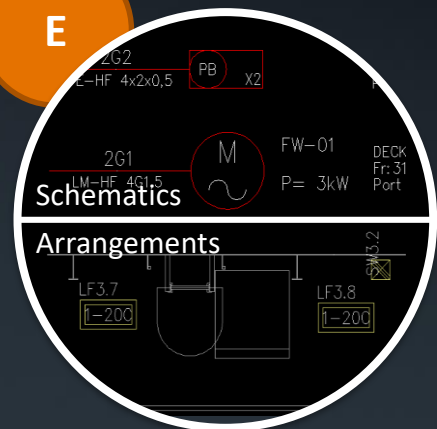 E
2G2
PB
E-HF 4x2x0,5
X2
2G1
M
FW-01
DECK
LM-HF 4G1,5
P= 3kW
Fr: 31
Port
Schematics
Arrangements
SW3.2
LF3.7
LF3.8
1-200
1-200